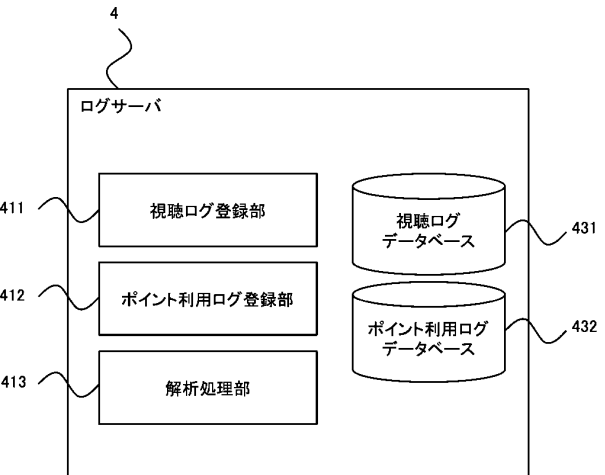 4
ログサーバ
411
視聴ログ登録部
視聴ログ
データベース
431
412
ポイント利用ログ登録部
ポイント利用ログ
データベース
432
413
解析処理部